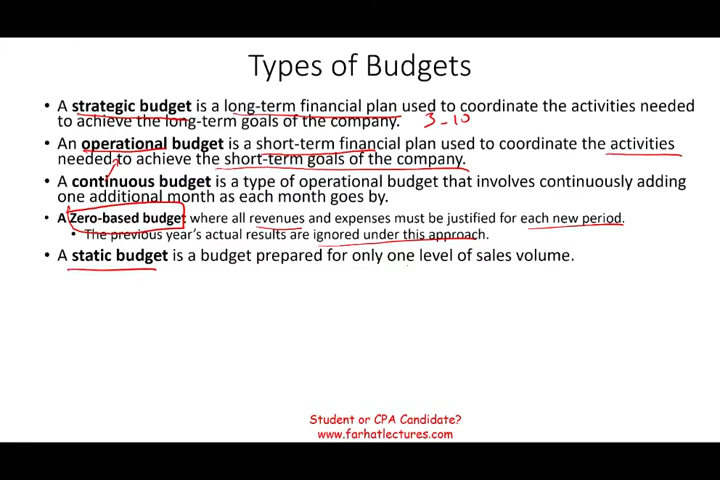 Types of Budgets
• A strategic budget is a long-term financial plan used to coordinate the activities needed
to achieve the long-term goals of the company. 3-10
• An operational budget is a short-term financial plan used to coordinate the activities
needed to achieve the short-term goals of the company.
• A continuous budget is a type of operational budget that involves continuously adding
one additional month as each month goes by.
• A Zero-based budget where all revenues and expenses must be justified for each new period.
• The previous year's actual results are ignored under this approach.
• A static budget is a budget prepared for only one level of sales volume.
Student or CPA Candidate?
www.farhatlectures.com